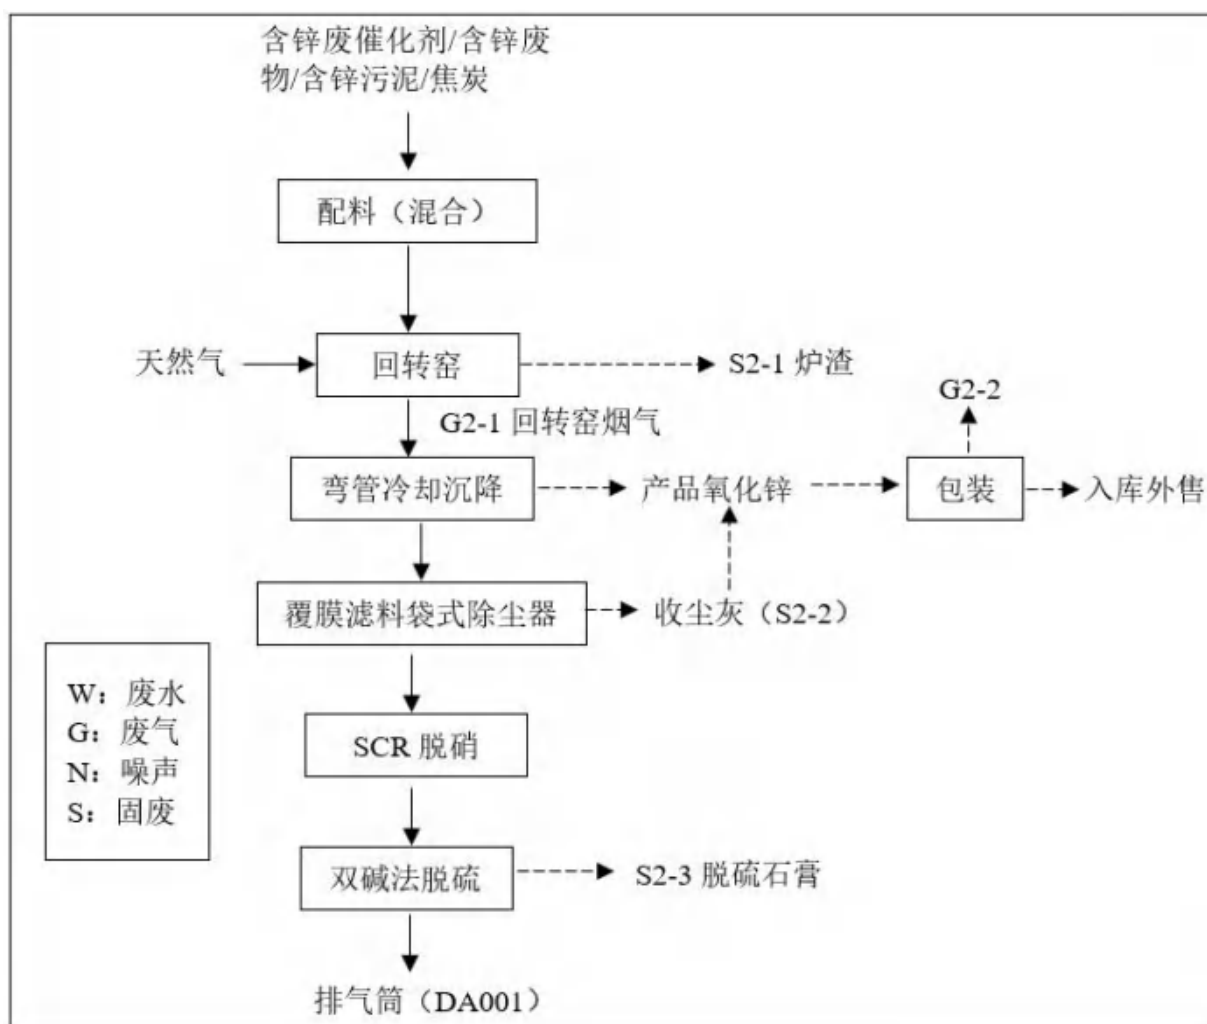 含锌废催化剂/含锌废
物/含锌污泥/焦炭
配料（混合）
天然气
回转窑
S2-1 炉渣
G2-2
G2-1 回转窑烟气
弯管冷却沉降
产品氧化锌
包装
入库外售
覆膜滤料袋式除尘器
收尘灰（S2-2）
W：废水
G：废气
N：噪声
S：固废
SCR 脱硝
双碱法脱硫
S2-3 脱硫石膏
排气筒（DA001）